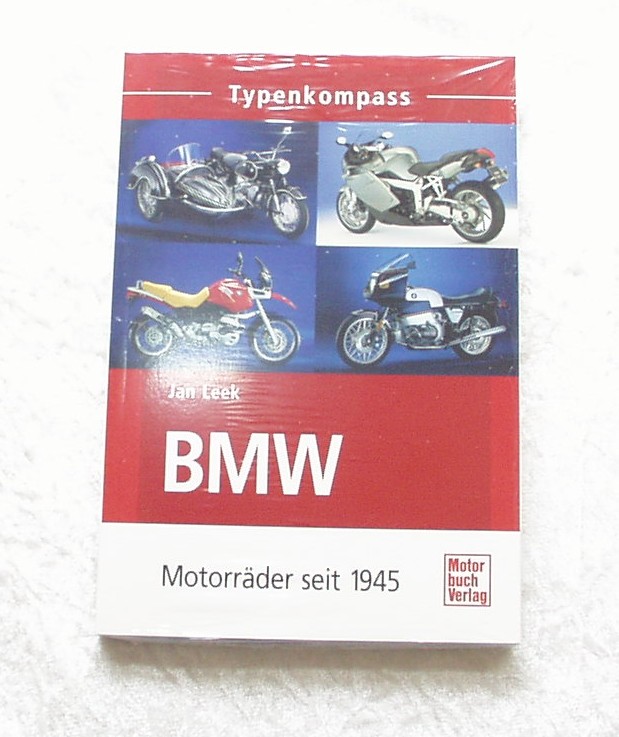 Typenkompass
Jan Leek
BMW
Motorräder seit 1945
Motor
buch
Verlag